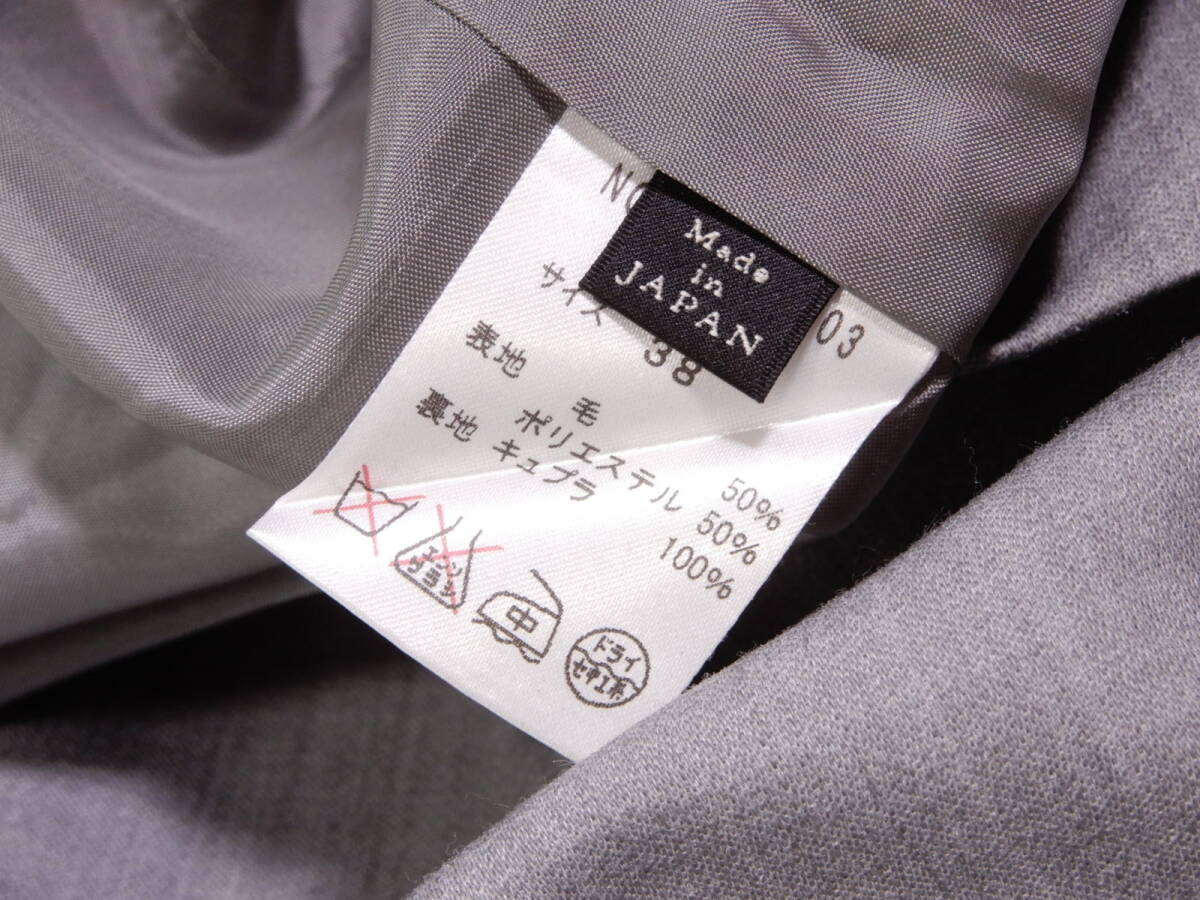 Made
in
JAPAN
03
サイズ 38
表地 毛 50%
ポリエステル 50%
裏地 キュプラ 100%
エンソ
サラシ
中
ドライ
セキユ系